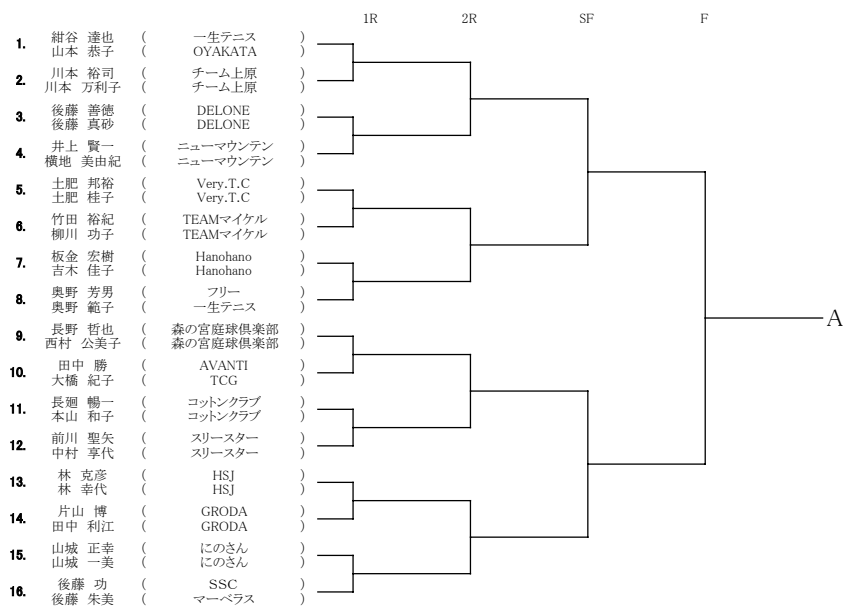 1R 2R SF F
1. 紺谷 達也 ( 一生テニス )
山本 恭子 ( OYAKATA )
2. 川本 裕司 ( チーム上原 )
川本 万利子 ( チーム上原 )
3. 後藤 善徳 ( DELONE )
後藤 真砂 ( DELONE )
4. 井上 賢一 ( ニューマウンテン )
横地 美由紀 ( ニューマウンテン )
5. 土肥 邦裕 ( Very.T.C )
土肥 桂子 ( Very.T.C )
6. 竹田 裕紀 ( TEAMマイケル )
柳川 功子 ( TEAMマイケル )
7. 板金 宏樹 ( Hanohano )
吉木 佳子 ( Hanohano )
8. 奥野 芳男 ( フリー )
奥野 範子 ( 一生テニス )
9. 長野 哲也 ( 森の宮庭球倶楽部 )
西村 公美子 ( 森の宮庭球倶楽部 )
A
10. 田中 勝 ( AVANTI )
大橋 紀子 ( TCG )
11. 長廻 暢一 ( コットンクラブ )
本山 和子 ( コットンクラブ )
12. 前川 聖矢 ( スリースター )
中村 享代 ( スリースター )
13. 林 克彦 ( HSJ )
林 幸代 ( HSJ )
14. 片山 博 ( GRODA )
田中 利江 ( GRODA )
15. 山城 正幸 ( にのさん )
山城 一美 ( にのさん )
16. 後藤 功 ( SSC )
後藤 朱美 ( マーベラス )